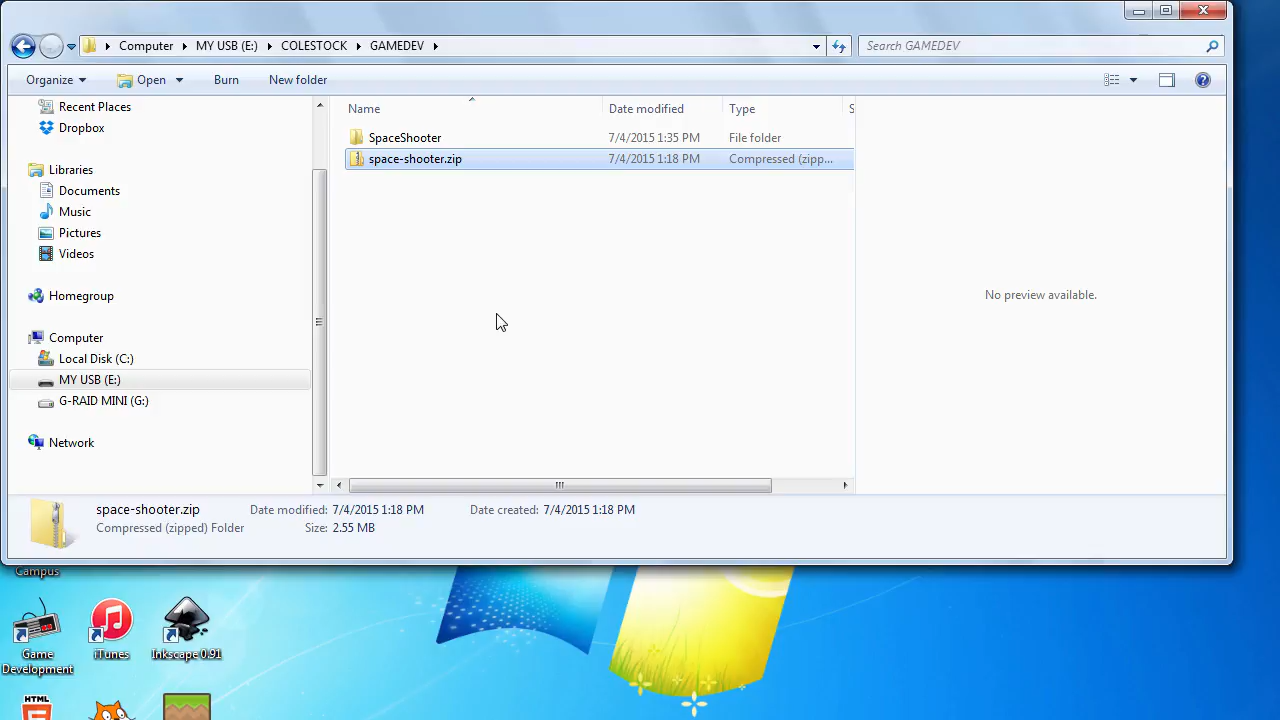 Computer MY USB (E:) COLESTOCK GAMEDEV
Search GAMEDEV
Organize Open Burn New folder
Name Date modified Type S
Recent Places
Dropbox
Libraries
Documents
Music
Pictures
Videos
Homegroup
Computer
Local Disk (C:)
MY USB (E:)
G-RAID MINI (G:)
Network
SpaceShooter 7/4/2015 1:35 PM File folder
space-shooter.zip 7/4/2015 1:18 PM Compressed (zipp...
No preview available.
space-shooter.zip Date modified: 7/4/2015 1:18 PM Date created: 7/4/2015 1:18 PM
Compressed (zipped) Folder Size: 2.55 MB
Campus
Game Development
iTunes
Inkscape 0.91
HTML